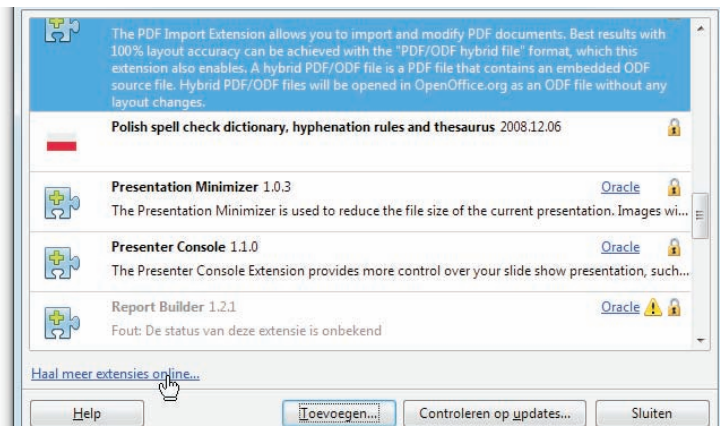 The PDF Import Extension allows you to import and modify PDF documents. Best results with
100% layout accuracy can be achieved with the "PDF/ODF hybrid file" format, which this
extension also enables. A hybrid PDF/ODF file is a PDF file that contains an embedded ODF
source file. Hybrid PDF/ODF files will be opened in OpenOffice.org as an ODF file without any
layout changes.
Polish spell check dictionary, hyphenation rules and thesaurus 2008.12.06
Presentation Minimizer 1.0.3 Oracle
The Presentation Minimizer is used to reduce the file size of the current presentation. Images wi...
Presenter Console 1.1.0 Oracle
The Presenter Console Extension provides more control over your slide show presentation, such...
Report Builder 1.2.1 Oracle
Fout: De status van deze extensie is onbekend
Haal meer extensies online...
Help Toevoegen... Controleren op updates... Sluiten